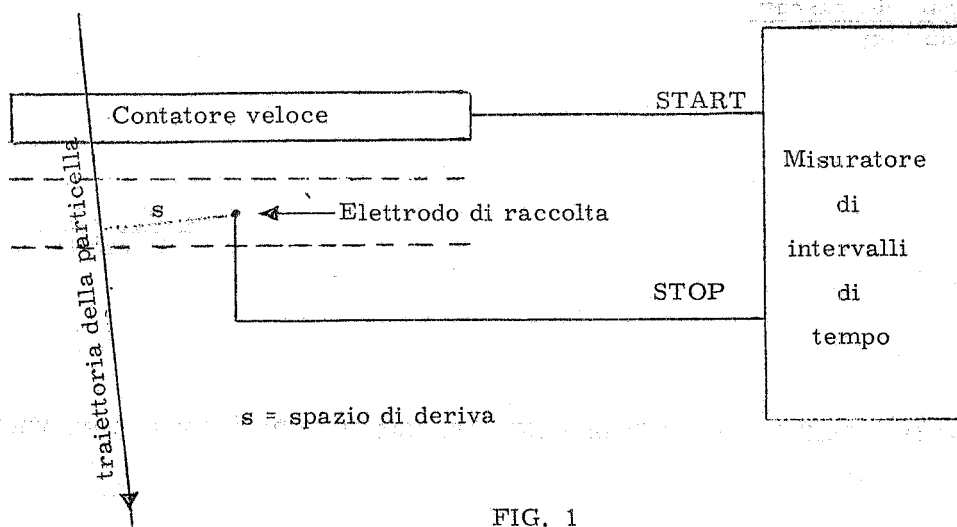 START
Contatore veloce
Misuratore
di
intervalli
di
tempo
s
Elettrodo di raccolta
STOP
traiettoria della particella
s = spazio di deriva
FIG. 1